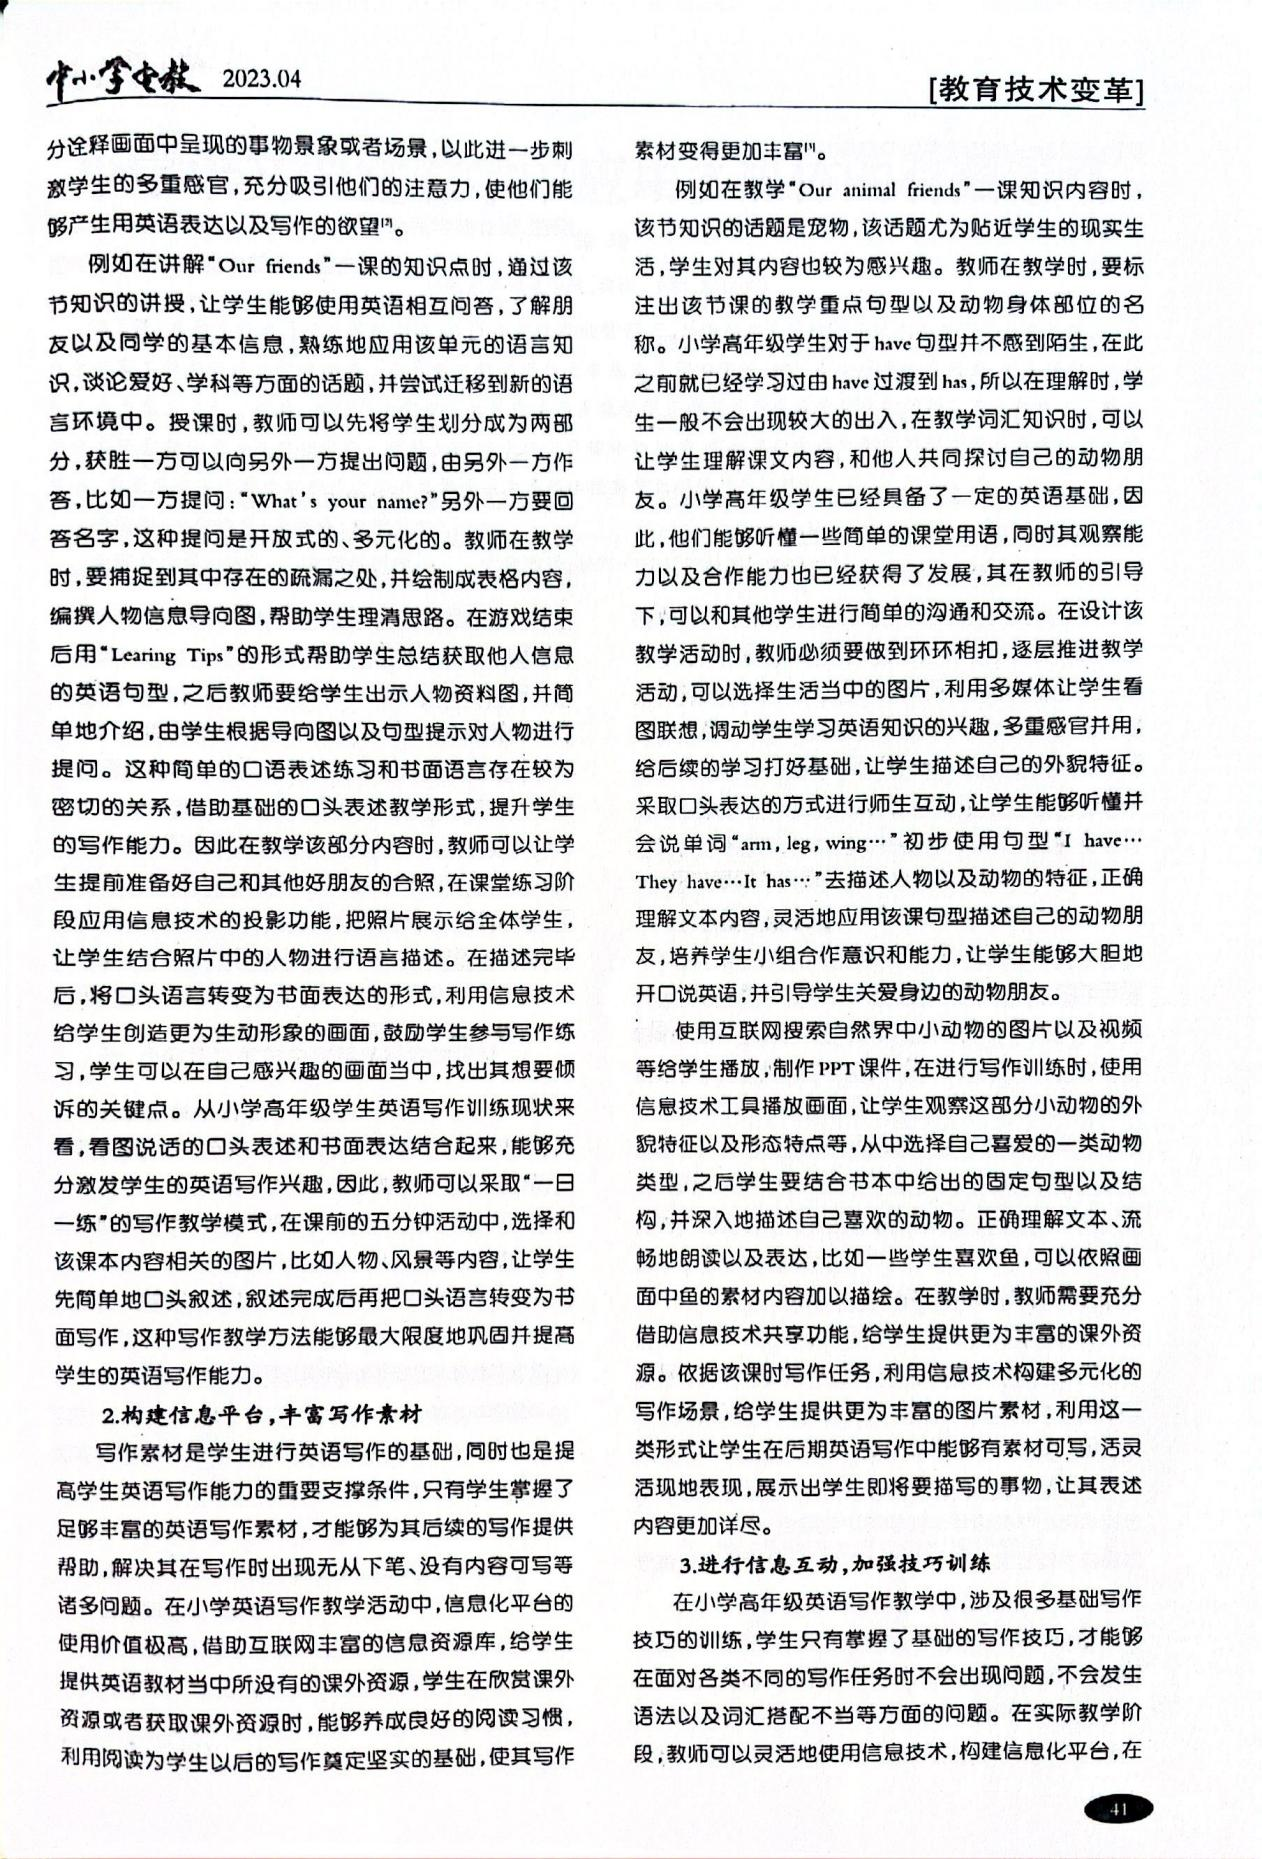 中小学电教 2023.04
[教育技术变革]
分诠释画面中呈现的事物景象或者场景，以此进一步刺
激学生的多重感官，充分吸引他们的注意力，使他们能
够产生用英语表达以及写作的欲望[2]。
例如在讲解“Our friends”一课的知识点时，通过该
节知识的讲授，让学生能够使用英语相互问答，了解朋
友以及同学的基本信息，熟练地应用该单元的语言知
识，谈论爱好、学科等方面的话题，并尝试迁移到新的语
言环境中。授课时，教师可以先将学生划分成为两部
分，获胜一方可以向另外一方提出问题，由另外一方作
答，比如一方提问：“What's your name?”另外一方要回
答名字，这种提问是开放式的、多元化的。教师在教学
时，要捕捉到其中存在的疏漏之处，并绘制成表格内容，
编撰人物信息导向图，帮助学生理清思路。在游戏结束
后用“Learing Tips”的形式帮助学生总结获取他人信息
的英语句型，之后教师要给学生出示人物资料图，并简
单地介绍，由学生根据导向图以及句型提示对人物进行
提问。这种简单的口语表述练习和书面语言存在较为
密切的关系，借助基础的口头表述教学形式，提升学生
的写作能力。因此在教学该部分内容时，教师可以让学
生提前准备好自己和其他好朋友的合照，在课堂练习阶
段应用信息技术的投影功能，把照片展示给全体学生，
让学生结合照片中的人物进行语言描述。在描述完毕
后，将口头语言转变为书面表达的形式，利用信息技术
给学生创造更为生动形象的画面，鼓励学生参与写作练
习，学生可以在自己感兴趣的画面当中，找出其想要倾
诉的关键点。从小学高年级学生英语写作训练现状来
看，看图说话的口头表述和书面表达结合起来，能够充
分激发学生的英语写作兴趣，因此，教师可以采取“一日
一练”的写作教学模式，在课前的五分钟活动中，选择和
该课本内容相关的图片，比如人物、风景等内容，让学生
先简单地口头叙述，叙述完成后再把口头语言转变为书
面写作，这种写作教学方法能够最大限度地巩固并提高
学生的英语写作能力。
2.构建信息平台，丰富写作素材
写作素材是学生进行英语写作的基础，同时也是提
高学生英语写作能力的重要支撑条件，只有学生掌握了
足够丰富的英语写作素材，才能够为其后续的写作提供
帮助，解决其在写作时出现无从下笔、没有内容可写等
诸多问题。在小学英语写作教学活动中，信息化平台的
使用价值极高，借助互联网丰富的信息资源库，给学生
提供英语教材当中所没有的课外资源，学生在欣赏课外
资源或者获取课外资源时，能够养成良好的阅读习惯，
利用阅读为学生以后的写作奠定坚实的基础，使其写作
素材变得更加丰富[3]。
例如在教学“Our animal friends”一课知识内容时，
该节知识的话题是宠物，该话题尤为贴近学生的现实生
活，学生对其内容也较为感兴趣。教师在教学时，要标
注出该节课的教学重点句型以及动物身体部位的名
称。小学高年级学生对于have句型并不感到陌生，在此
之前就已经学习过由have过渡到has，所以在理解时，学
生一般不会出现较大的出入，在教学词汇知识时，可以
让学生理解课文内容，和他人共同探讨自己的动物朋
友。小学高年级学生已经具备了一定的英语基础，因
此，他们能够听懂一些简单的课堂用语，同时其观察能
力以及合作能力也已经获得了发展，其在教师的引导
下，可以和其他学生进行简单的沟通和交流。在设计该
教学活动时，教师必须要做到环环相扣，逐层推进教学
活动，可以选择生活当中的图片，利用多媒体让学生看
图联想，调动学生学习英语知识的兴趣，多重感官并用，
给后续的学习打好基础，让学生描述自己的外貌特征。
采取口头表达的方式进行师生互动，让学生能够听懂并
会说单词“arm，leg，wing…”初步使用句型“I have…
They have…It has…”去描述人物以及动物的特征，正确
理解文本内容，灵活地应用该课句型描述自己的动物朋
友，培养学生小组合作意识和能力，让学生能够大胆地
开口说英语，并引导学生关爱身边的动物朋友。
使用互联网搜索自然界中小动物的图片以及视频
等给学生播放，制作PPT课件，在进行写作训练时，使用
信息技术工具播放画面，让学生观察这部分小动物的外
貌特征以及形态特点等，从中选择自己喜爱的一类动物
类型，之后学生要结合书本中给出的固定句型以及结
构，并深入地描述自己喜欢的动物。正确理解文本、流
畅地朗读以及表达，比如一些学生喜欢鱼，可以依照画
面中鱼的素材内容加以描绘。在教学时，教师需要充分
借助信息技术共享功能，给学生提供更为丰富的课外资
源。依据该课时写作任务，利用信息技术构建多元化的
写作场景，给学生提供更为丰富的图片素材，利用这一
类形式让学生在后期英语写作中能够有素材可写，活灵
活现地表现，展示出学生即将要描写的事物，让其表述
内容更加详尽。
3.进行信息互动，加强技巧训练
在小学高年级英语写作教学中，涉及很多基础写作
技巧的训练，学生只有掌握了基础的写作技巧，才能够
在面对各类不同的写作任务时不会出现问题，不会发生
语法以及词汇搭配不当等方面的问题。在实际教学阶
段，教师可以灵活地使用信息技术，构建信息化平台，在
41